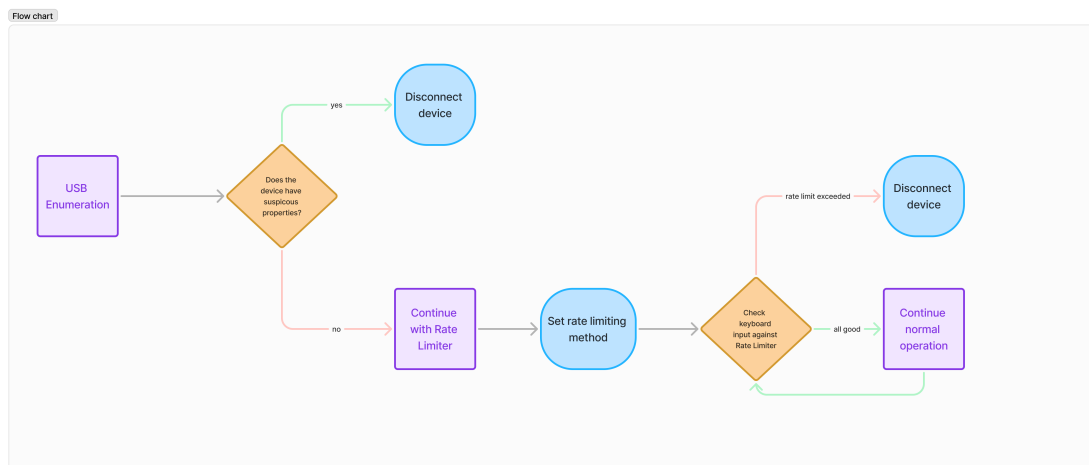 Flow chart
USB
Enumeration
Does the
device have
suspicous
properties?
yes
Disconnect
device
no
Continue
with Rate
Limiter
Set rate limiting
method
Check
keyboard
input against
Rate Limiter
rate limit exceeded
Disconnect
device
all good
Continue
normal
operation